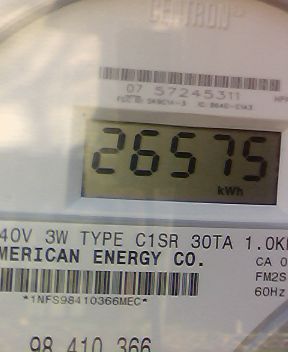 CENTRON
07 57245311
26575
kWh
40V 3W TYPE C1SR 30TA 1.0K
MERICAN ENERGY CO.
CA 0
FM2S
60Hz
*1NFS98410366MEC*
98 410 366